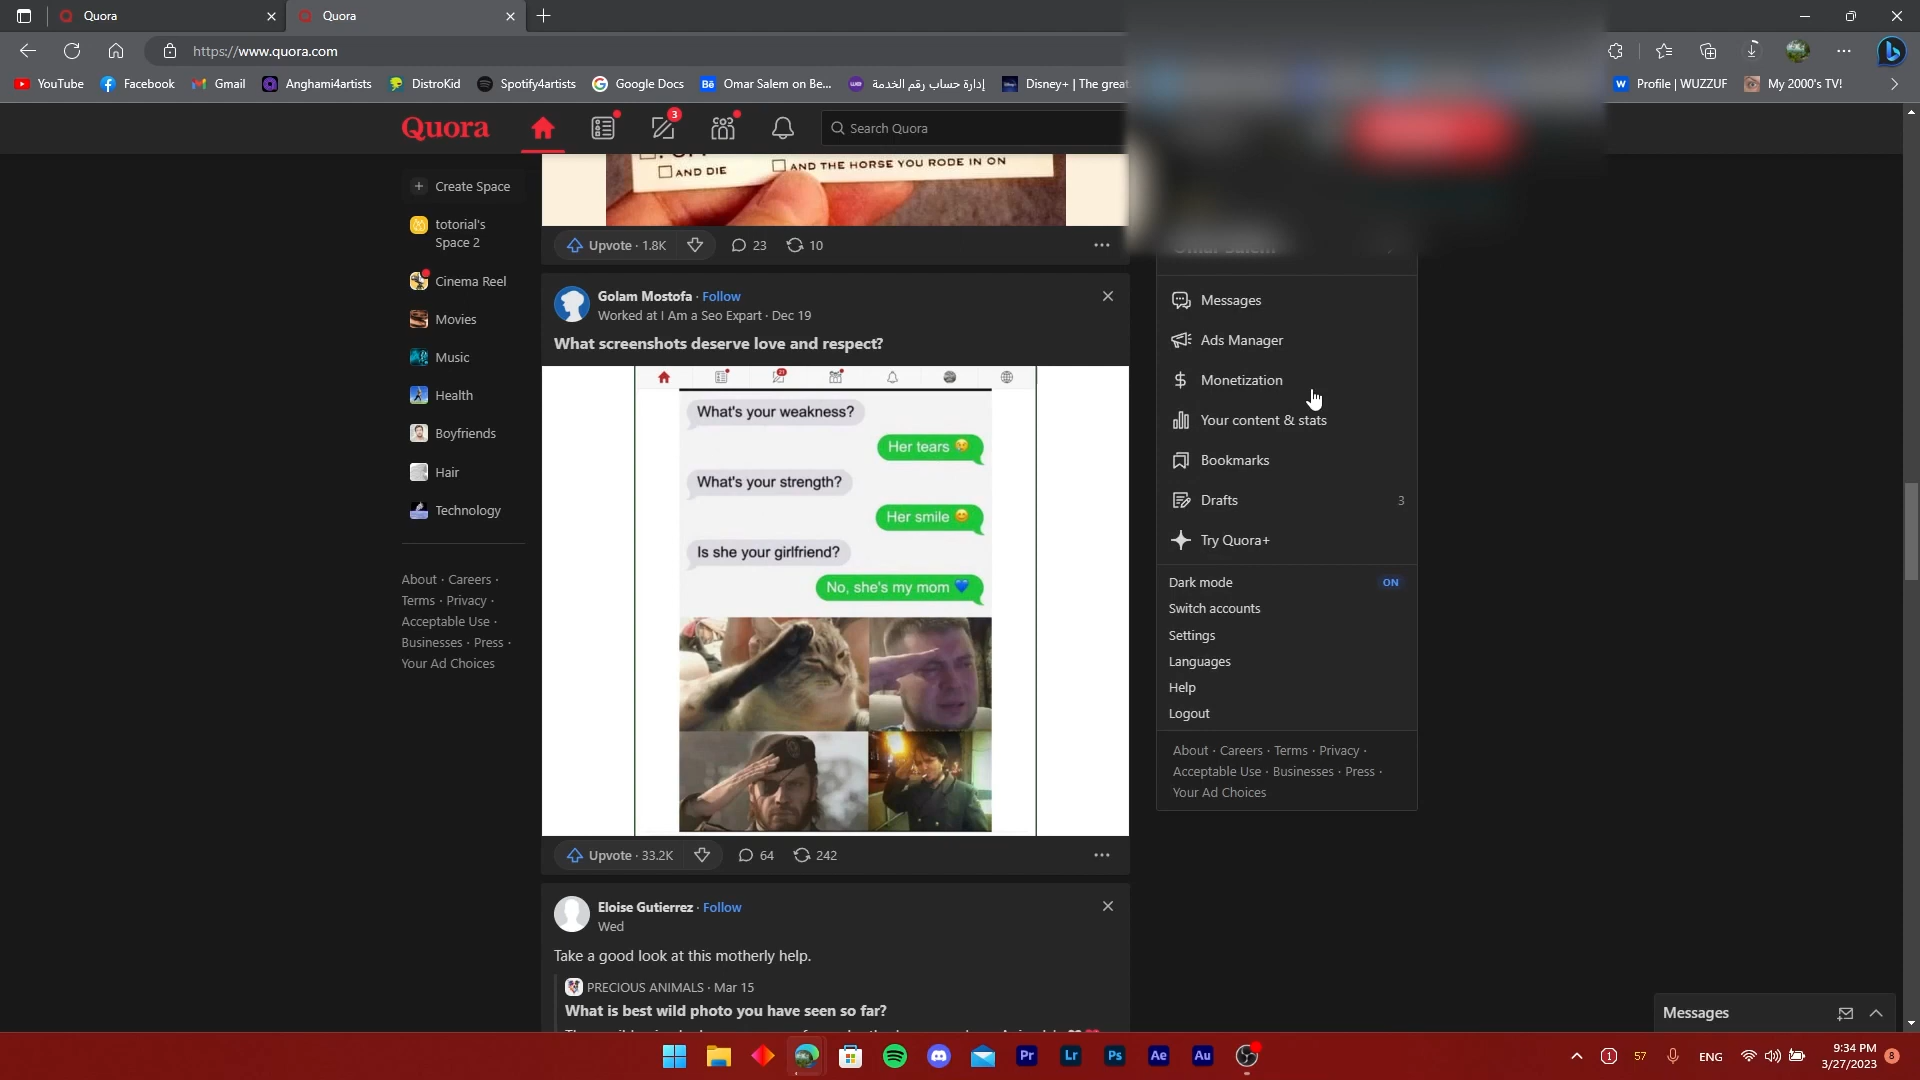 Quora
Quora
https://www.quora.com
YouTube
Facebook
Gmail
Anghami4artists
DistroKid
Spotify4artists
Google Docs
Omar Salem on Be...
إدارة حساب رقم الخدمة
Disney+ | The great
Profile | WUZZUF
My 2000's TV!
Quora
3
Search Quora
AND DIE
AND THE HORSE YOU RODE IN ON
Create Space
totorial's
Space 2
Cinema Reel
Movies
Music
Health
Boyfriends
Hair
Technology
About · Careers ·
Terms · Privacy ·
Acceptable Use ·
Businesses · Press ·
Your Ad Choices
Upvote · 1.8K
23
10
Golam Mostofa · Follow
Worked at I Am a Seo Expart · Dec 19
What screenshots deserve love and respect?
What's your weakness?
Her tears 😢
What's your strength?
Her smile 😊
Is she your girlfriend?
No, she's my mom 💙
Upvote · 33.2K
64
242
Eloise Gutierrez · Follow
Wed
Take a good look at this motherly help.
PRECIOUS ANIMALS · Mar 15
What is best wild photo you have seen so far?
Messages
Ads Manager
Monetization
Your content & stats
Bookmarks
Drafts 3
Try Quora+
Dark mode ON
Switch accounts
Settings
Languages
Help
Logout
About · Careers · Terms · Privacy ·
Acceptable Use · Businesses · Press ·
Your Ad Choices
Messages
Pr
Lr
Ps
Ae
Au
1
57
ENG
9:34 PM
3/27/2023
8